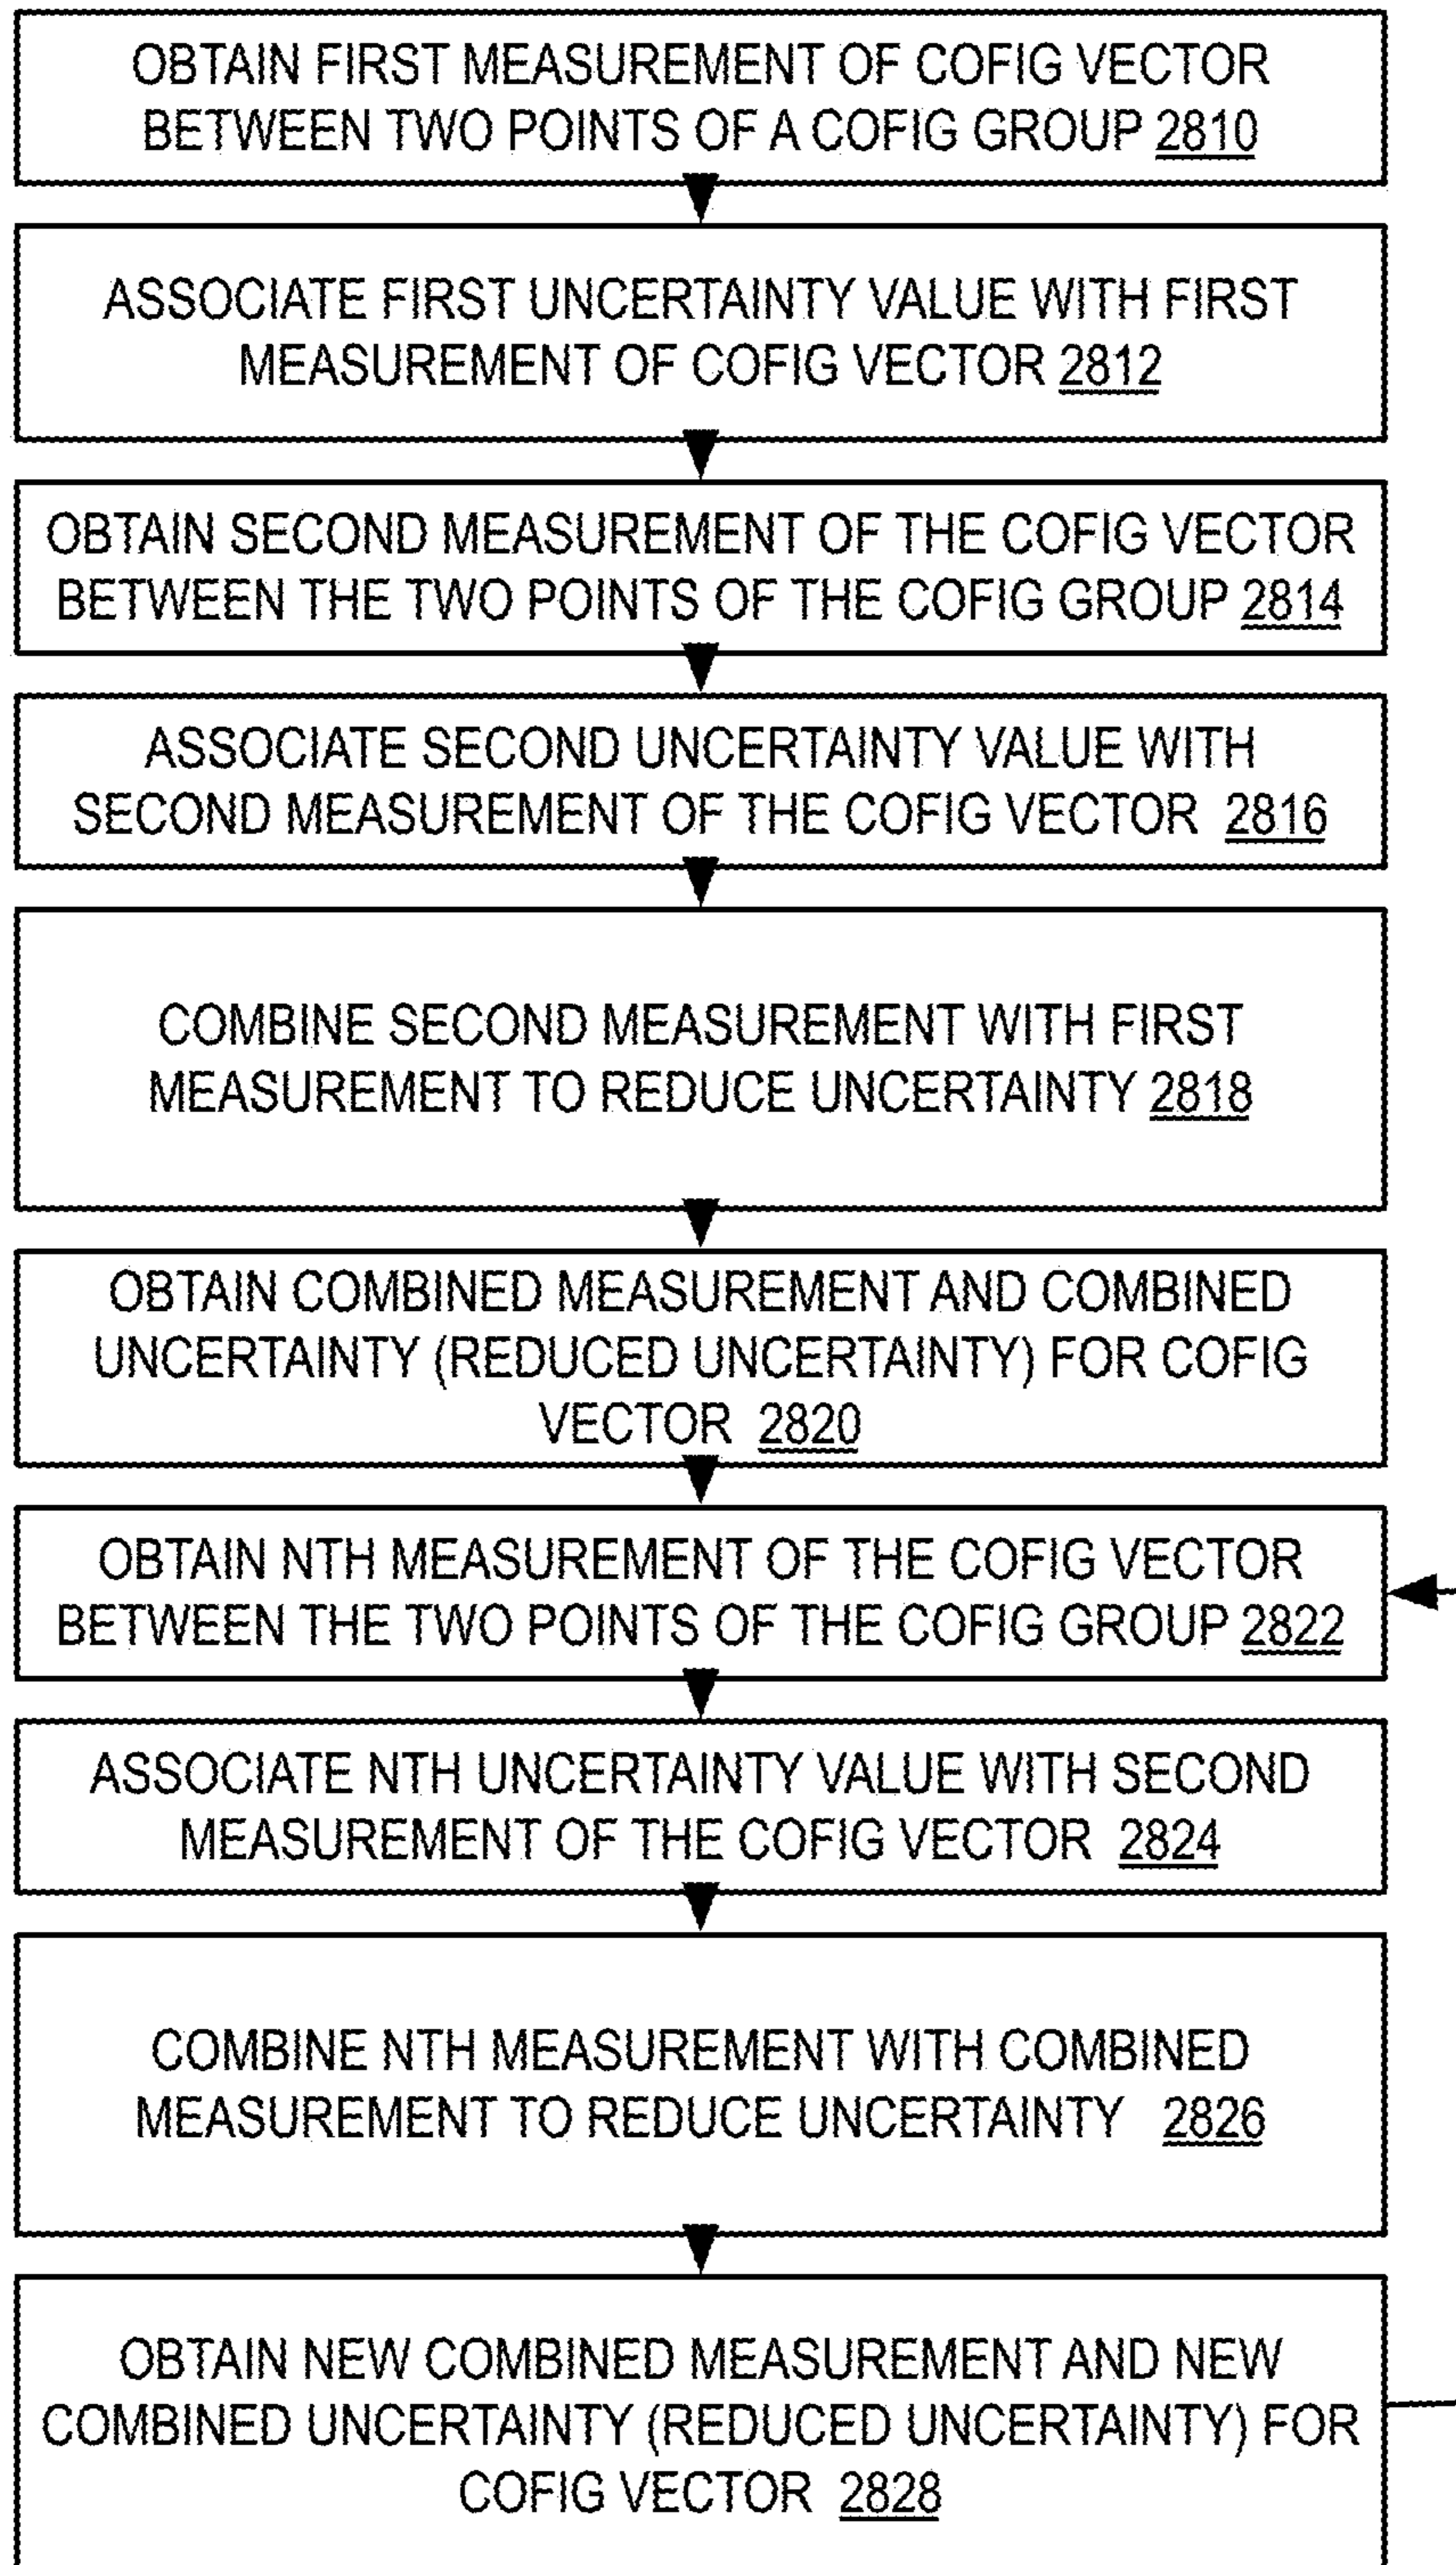 OBTAIN FIRST MEASUREMENT OF COFIG VECTOR
BETWEEN TWO POINTS OF A COFIG GROUP 2810
ASSOCIATE FIRST UNCERTAINTY VALUE WITH FIRST
MEASUREMENT OF COFIG VECTOR 2812
OBTAIN SECOND MEASUREMENT OF THE COFIG VECTOR
BETWEEN THE TWO POINTS OF THE COFIG GROUP 2814
ASSOCIATE SECOND UNCERTAINTY VALUE WITH
SECOND MEASUREMENT OF THE COFIG VECTOR 2816
COMBINE SECOND MEASUREMENT WITH FIRST
MEASUREMENT TO REDUCE UNCERTAINTY 2818
OBTAIN COMBINED MEASUREMENT AND COMBINED
UNCERTAINTY (REDUCED UNCERTAINTY) FOR COFIG
VECTOR 2820
OBTAIN NTH MEASUREMENT OF THE COFIG VECTOR
BETWEEN THE TWO POINTS OF THE COFIG GROUP 2822
ASSOCIATE NTH UNCERTAINTY VALUE WITH SECOND
MEASUREMENT OF THE COFIG VECTOR 2824
COMBINE NTH MEASUREMENT WITH COMBINED
MEASUREMENT TO REDUCE UNCERTAINTY 2826
OBTAIN NEW COMBINED MEASUREMENT AND NEW
COMBINED UNCERTAINTY (REDUCED UNCERTAINTY) FOR
COFIG VECTOR 2828